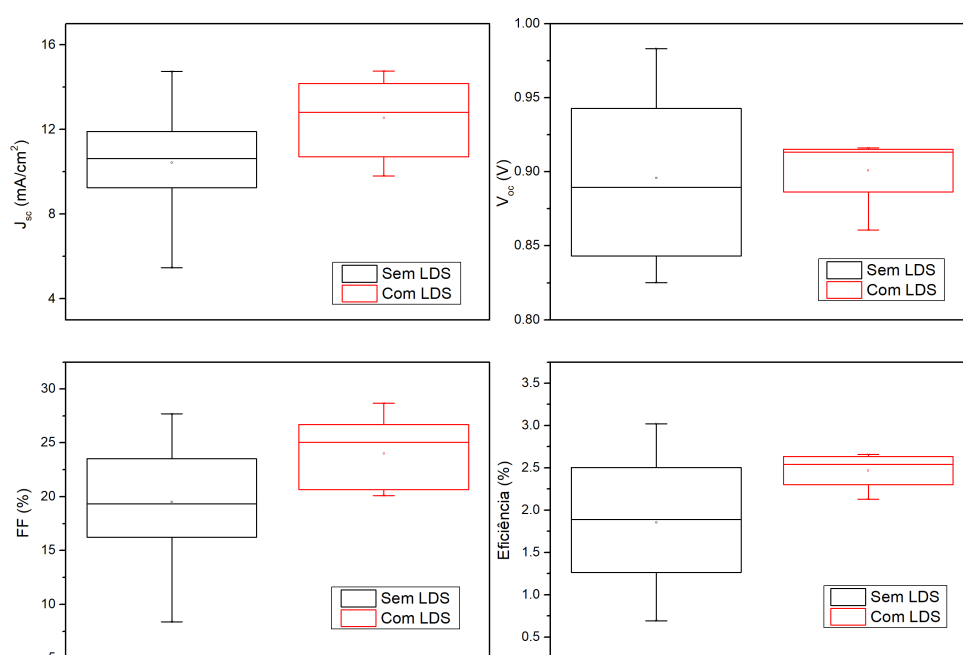 16
12
8
4
J_sc (mA/cm²)
Sem LDS
Com LDS
1.00
0.95
0.90
0.85
0.80
V_oc (V)
Sem LDS
Com LDS
30
25
20
15
10
5
FF (%)
Sem LDS
Com LDS
3.5
3.0
2.5
2.0
1.5
1.0
0.5
Eficiência (%)
Sem LDS
Com LDS